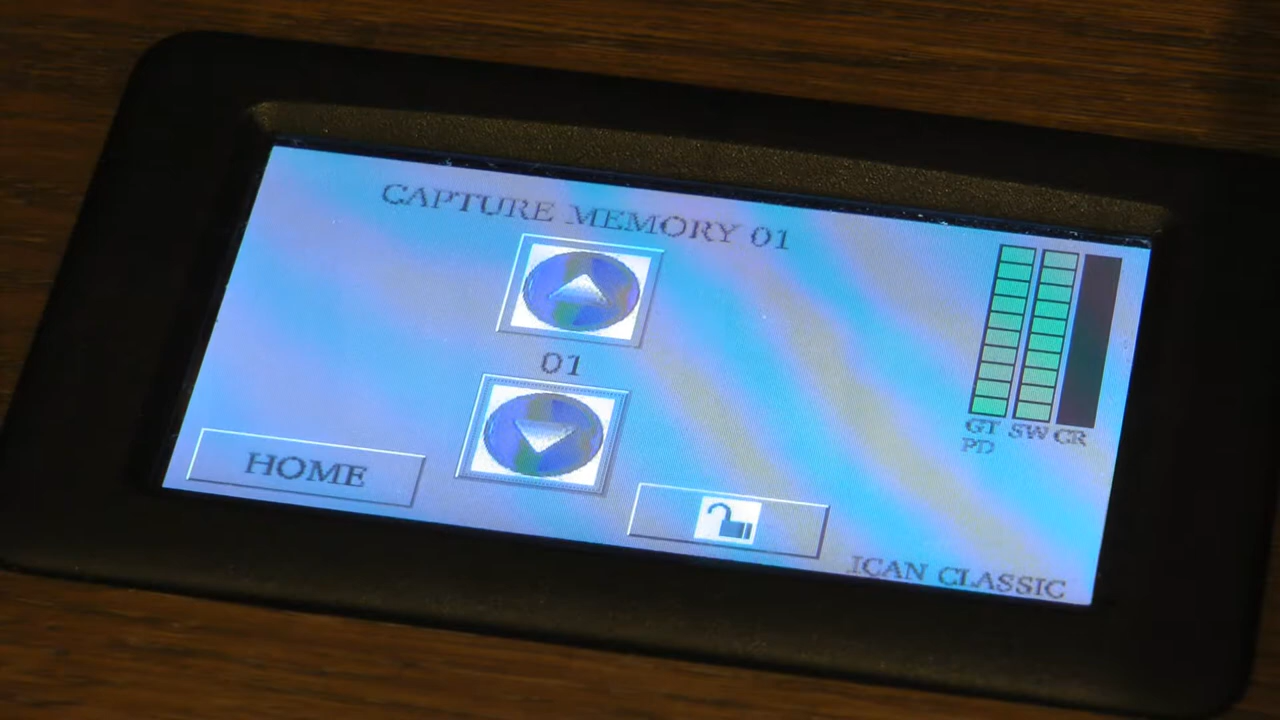 CAPTURE MEMORY 01
01
GT SW CR
PD
HOME
ICAN CLASSIC